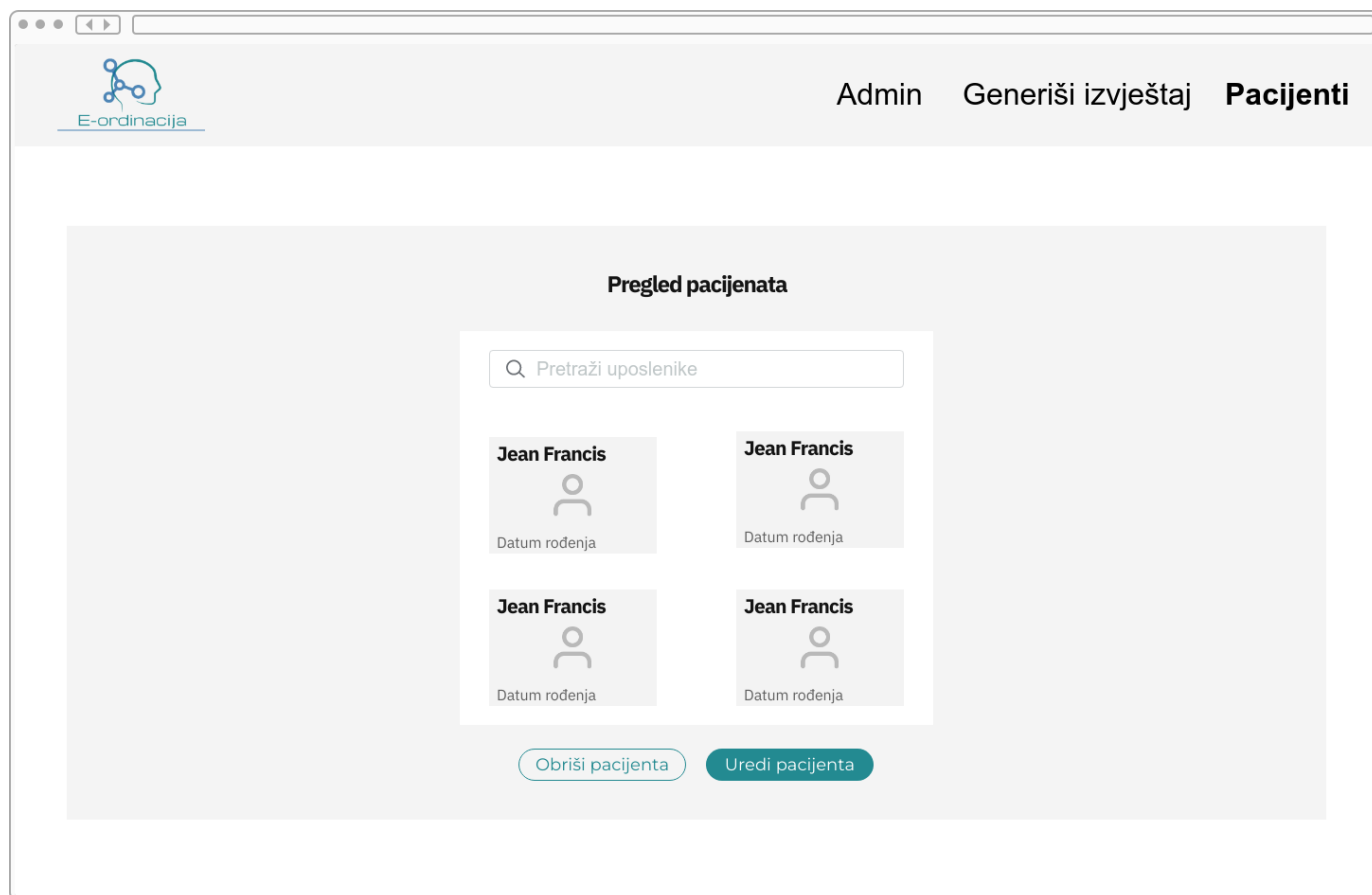 E-ordinacija
Admin Generiši izvještaj Pacijenti
Pregled pacijenata
Pretraži uposlenike
Jean Francis
Datum rođenja
Jean Francis
Datum rođenja
Jean Francis
Datum rođenja
Jean Francis
Datum rođenja
Obriši pacijenta Uredi pacijenta